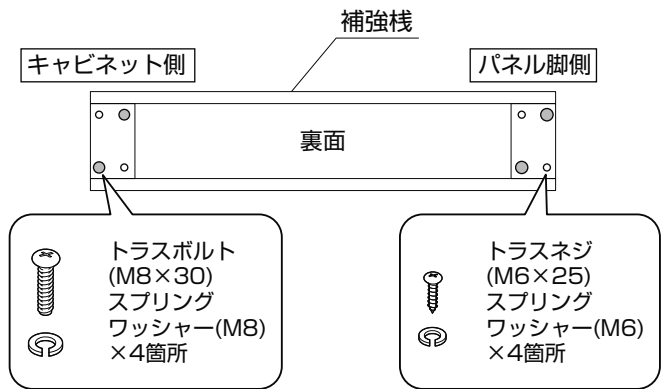 補強桟
キャビネット側
パネル脚側
裏面
トラスボルト
(M8×30)
スプリング
ワッシャー(M8)
×4箇所
トラスネジ
(M6×25)
スプリング
ワッシャー(M6)
×4箇所